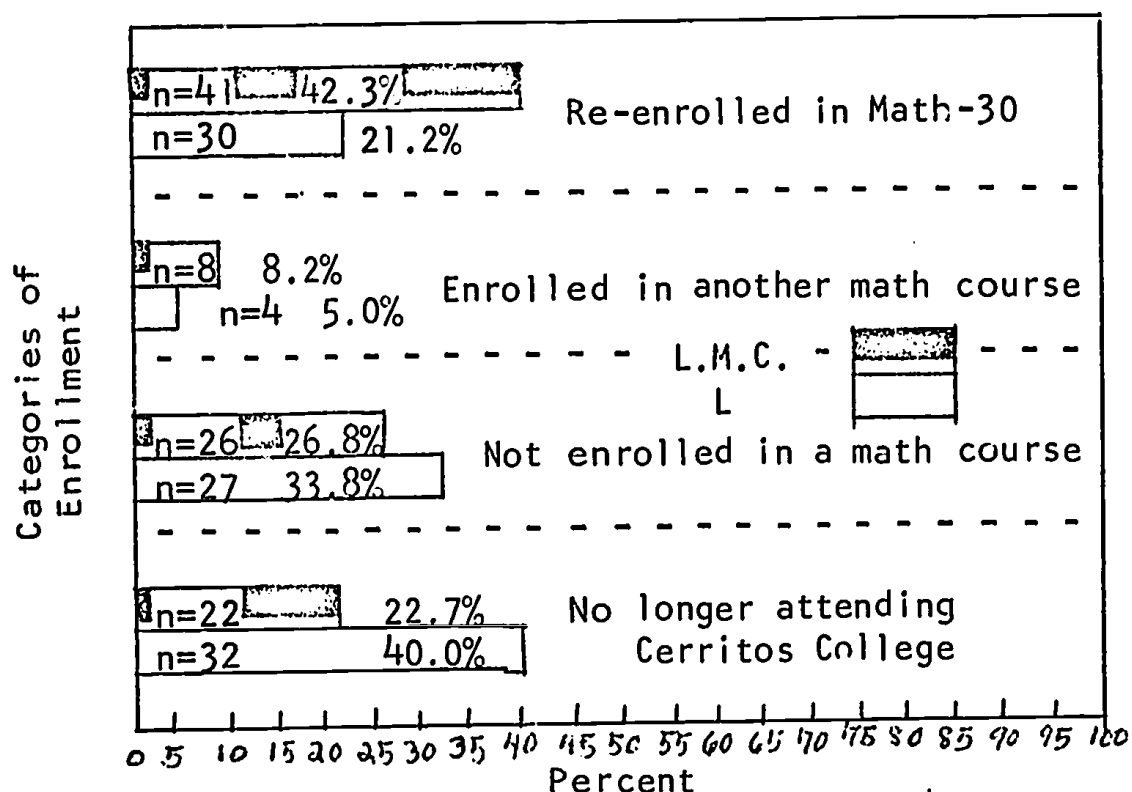 n=41 42.3%
Re-enrolled in Math-30
n=30 21.2%
n=8 8.2%
Enrolled in another math course
n=4 5.0%
L.M.C.
L
n=26 26.8%
Not enrolled in a math course
n=27 33.8%
n=22 22.7%
No longer attending
n=32 40.0%
Cerritos College
Categories of
Enrollment
0 5 10 15 20 25 30 35 40 45 50 55 60 65 70 75 80 85 90 95 100
Percent